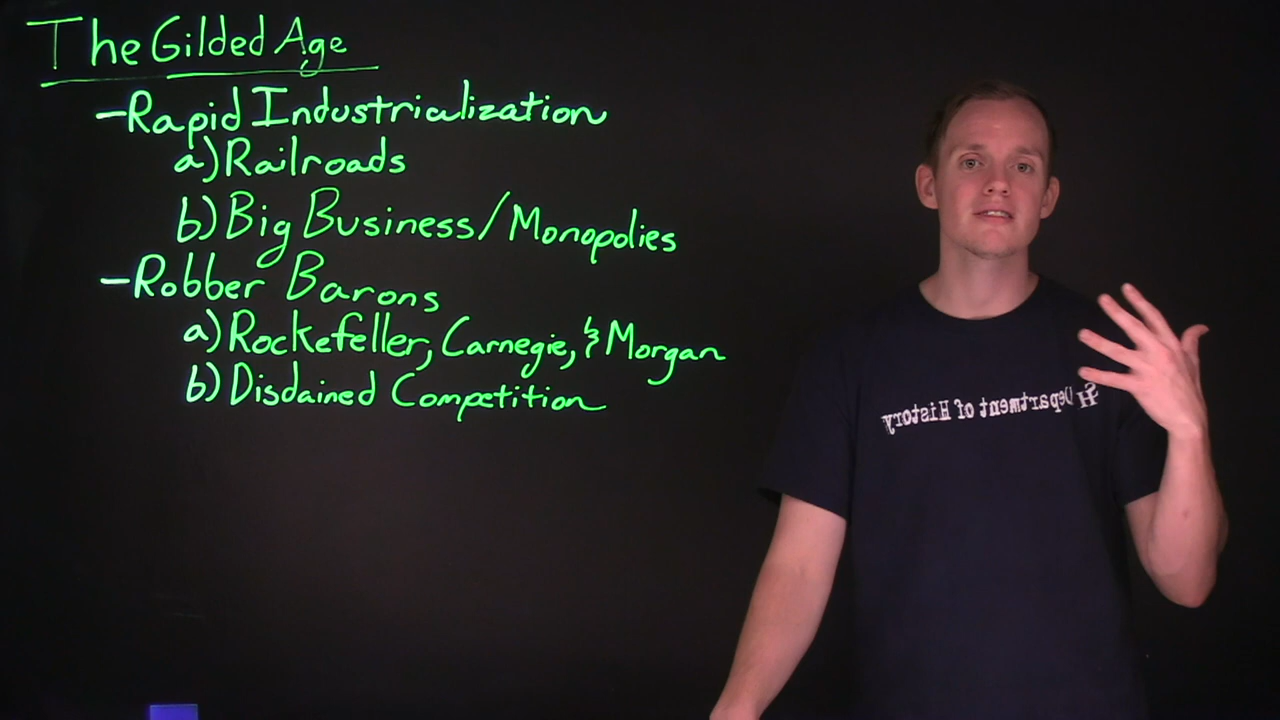 The Gilded Age
– Rapid Industrialization
a) Railroads
b) Big Business/Monopolies
– Robber Barons
a) Rockefeller, Carnegie, & Morgan
b) Disdained Competition
Department of History